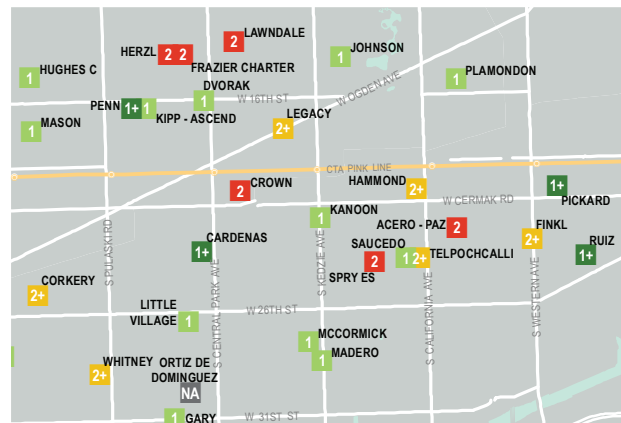 LAWNDALE
2
HERZL
2 2
FRAZIER CHARTER
JOHNSON
1
HUGHES C
1
PLAMONDON
1
DVORAK
1
W 16TH ST
W OGDEN AVE
PENN
1+ 1
KIPP - ASCEND
LEGACY
2+
MASON
1
CTA PINK LINE
CROWN
2
HAMMOND
2+
W CERMAK RD
1+
PICKARD
KANOON
1
ACERO - PAZ
2
FINKL
2+
RUIZ
1+
CARDENAS
1+
SAUCEDO
1 2+
TELPOCHCALLI
2
SPRY ES
S PULASKI RD
S CENTRAL PARK AVE
S KEDZIE AVE
S CALIFORNIA AVE
S WESTERN AVE
CORKERY
2+
LITTLE
VILLAGE
1
W 26TH ST
MCCORMICK
1
MADERO
1
WHITNEY
2+
ORTIZ DE
DOMINGUEZ
NA
1
GARY
W 31ST ST